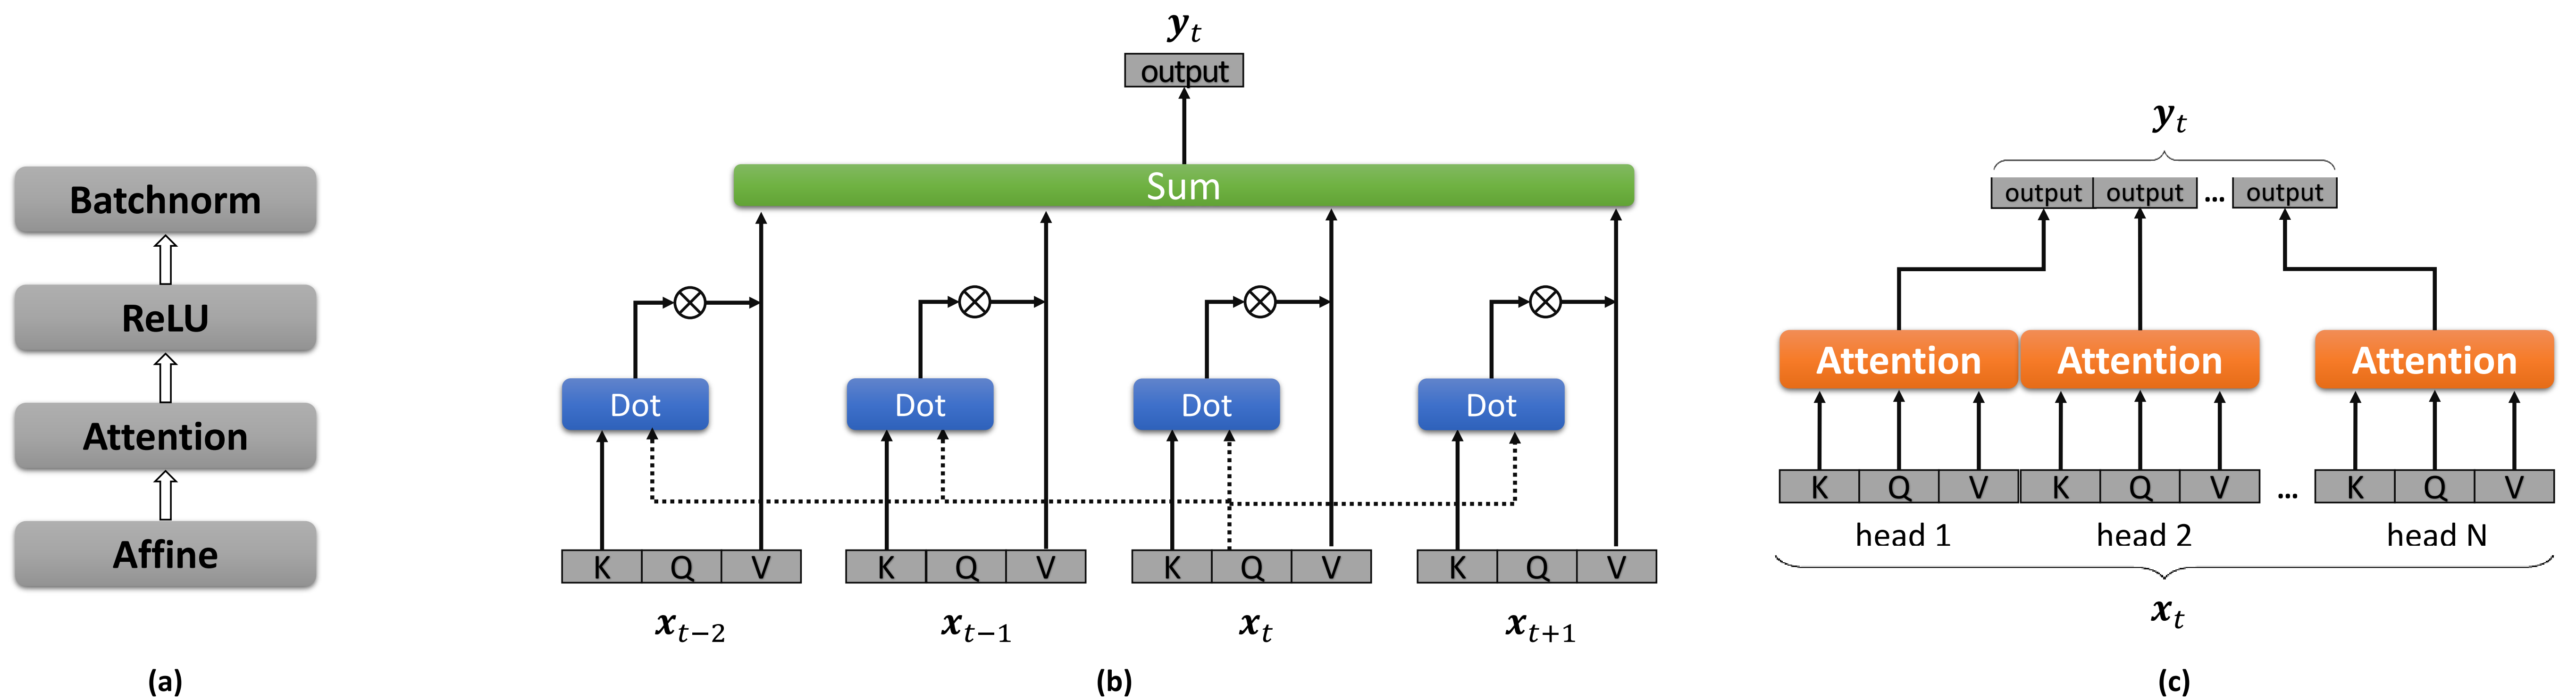 Batchnorm
ReLU
Attention
Affine
(a)
y_t
output
Sum
Dot Dot Dot Dot
K Q V K Q V K Q V K Q V
x_{t−2} x_{t−1} x_t x_{t+1}
(b)
y_t
output output ... output
Attention Attention Attention
K Q V K Q V ... K Q V
head 1 head 2 head N
x_t
(c)